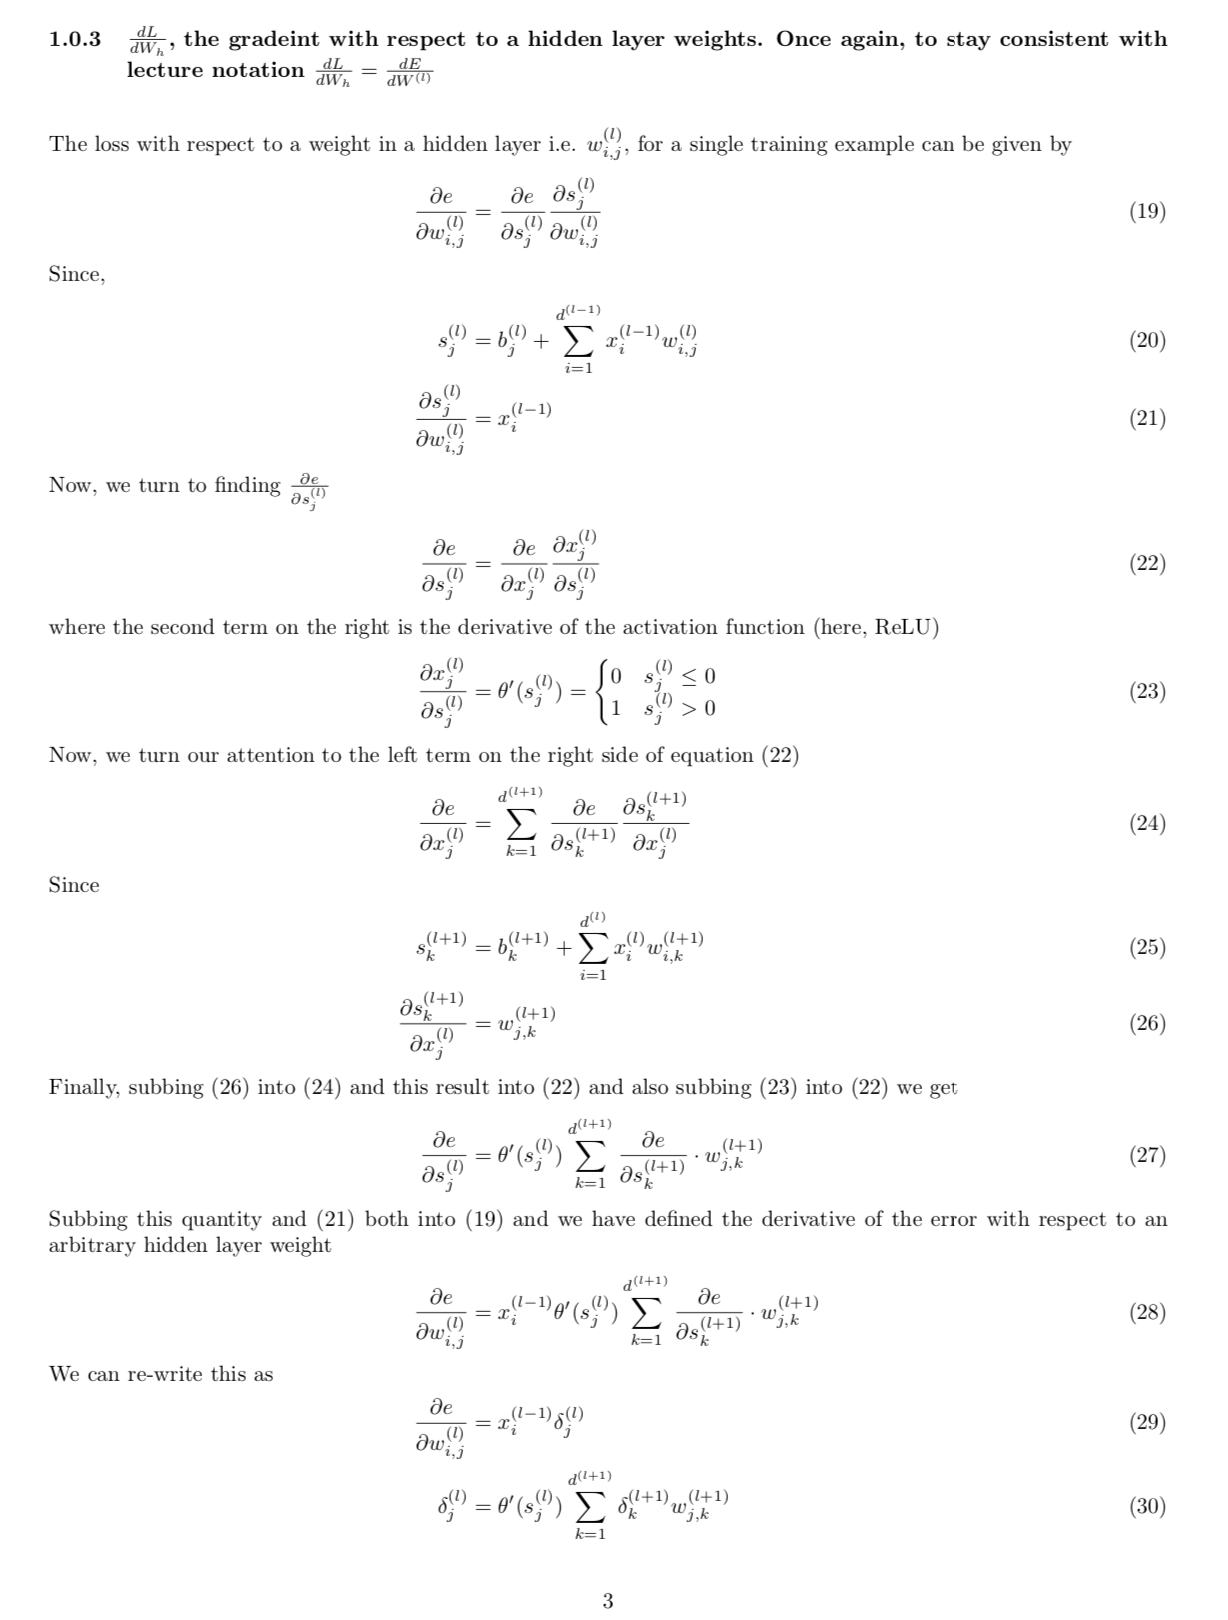 1.0.3 \frac{dL}{dW_h}, the gradeint with respect to a hidden layer weights. Once again, to stay consistent with
lecture notation \frac{dL}{dW_h} = \frac{dE}{dW^{(l)}}
The loss with respect to a weight in a hidden layer i.e. w_{i,j}^{(l)}, for a single training example can be given by
\frac{\partial e}{\partial w_{i,j}^{(l)}} = \frac{\partial e}{\partial s_j^{(l)}} \frac{\partial s_j^{(l)}}{\partial w_{i,j}^{(l)}} (19)
Since,
s_j^{(l)} = b_j^{(l)} + \sum_{i=1}^{d^{(l-1)}} x_i^{(l-1)} w_{i,j}^{(l)} (20)
\frac{\partial s_j^{(l)}}{\partial w_{i,j}^{(l)}} = x_i^{(l-1)} (21)
Now, we turn to finding \frac{\partial e}{\partial s_j^{(l)}}
\frac{\partial e}{\partial s_j^{(l)}} = \frac{\partial e}{\partial x_j^{(l)}} \frac{\partial x_j^{(l)}}{\partial s_j^{(l)}} (22)
where the second term on the right is the derivative of the activation function (here, ReLU)
\frac{\partial x_j^{(l)}}{\partial s_j^{(l)}} = \theta'(s_j^{(l)}) = \begin{cases} 0 & s_j^{(l)} \leq 0 \\ 1 & s_j^{(l)} > 0 \end{cases} (23)
Now, we turn our attention to the left term on the right side of equation (22)
\frac{\partial e}{\partial x_j^{(l)}} = \sum_{k=1}^{d^{(l+1)}} \frac{\partial e}{\partial s_k^{(l+1)}} \frac{\partial s_k^{(l+1)}}{\partial x_j^{(l)}} (24)
Since
s_k^{(l+1)} = b_k^{(l+1)} + \sum_{i=1}^{d^{(l)}} x_i^{(l)} w_{i,k}^{(l+1)} (25)
\frac{\partial s_k^{(l+1)}}{\partial x_j^{(l)}} = w_{j,k}^{(l+1)} (26)
Finally, subbing (26) into (24) and this result into (22) and also subbing (23) into (22) we get
\frac{\partial e}{\partial s_j^{(l)}} = \theta'(s_j^{(l)}) \sum_{k=1}^{d^{(l+1)}} \frac{\partial e}{\partial s_k^{(l+1)}} \cdot w_{j,k}^{(l+1)} (27)
Subbing this quantity and (21) both into (19) and we have defined the derivative of the error with respect to an
arbitrary hidden layer weight
\frac{\partial e}{\partial w_{i,j}^{(l)}} = x_i^{(l-1)} \theta'(s_j^{(l)}) \sum_{k=1}^{d^{(l+1)}} \frac{\partial e}{\partial s_k^{(l+1)}} \cdot w_{j,k}^{(l+1)} (28)
We can re-write this as
\frac{\partial e}{\partial w_{i,j}^{(l)}} = x_i^{(l-1)} \delta_j^{(l)} (29)
\delta_j^{(l)} = \theta'(s_j^{(l)}) \sum_{k=1}^{d^{(l+1)}} \delta_k^{(l+1)} w_{j,k}^{(l+1)} (30)
3